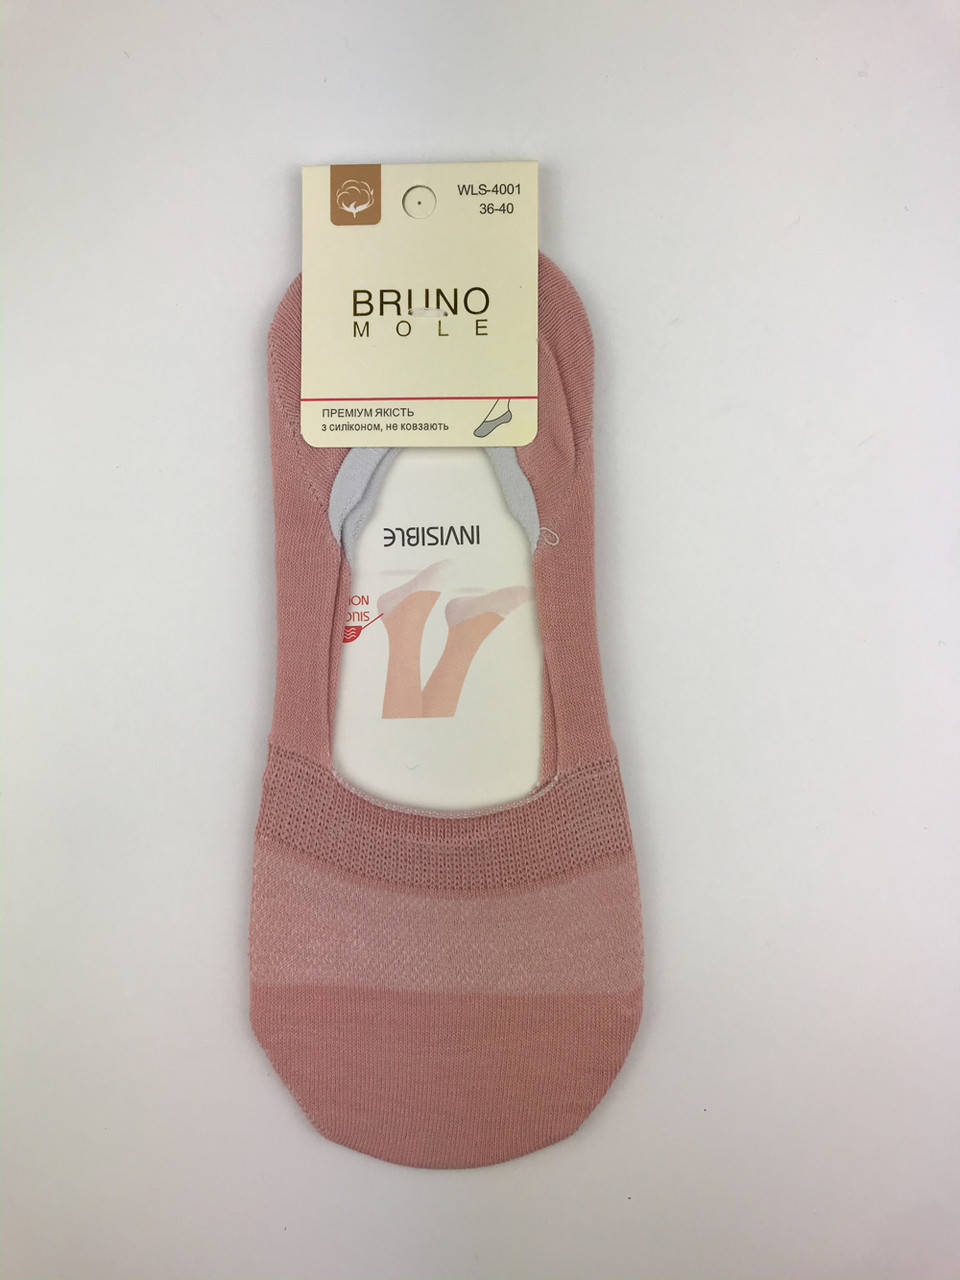 WLS-4001
36-40
BRUNO
MOLE
ПРЕМІУМ ЯКІСТЬ
з силіконом, не ковзають
INVISIBLE